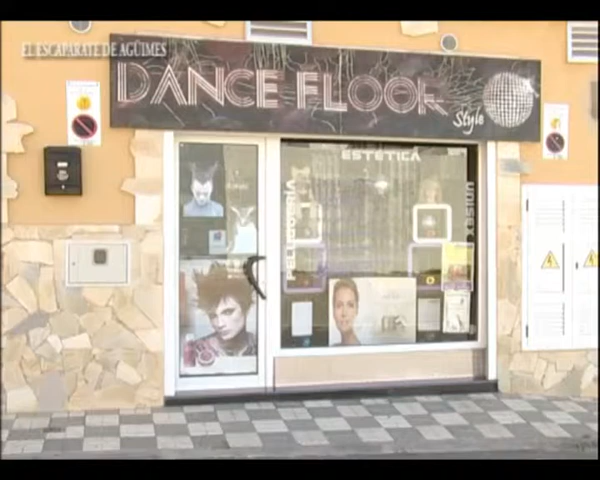 EL ESCAPARATE DE AGÜIMES
DANCE FLOOR
Style
ESTÉTICA
PELUQUERÍA
UNISEX